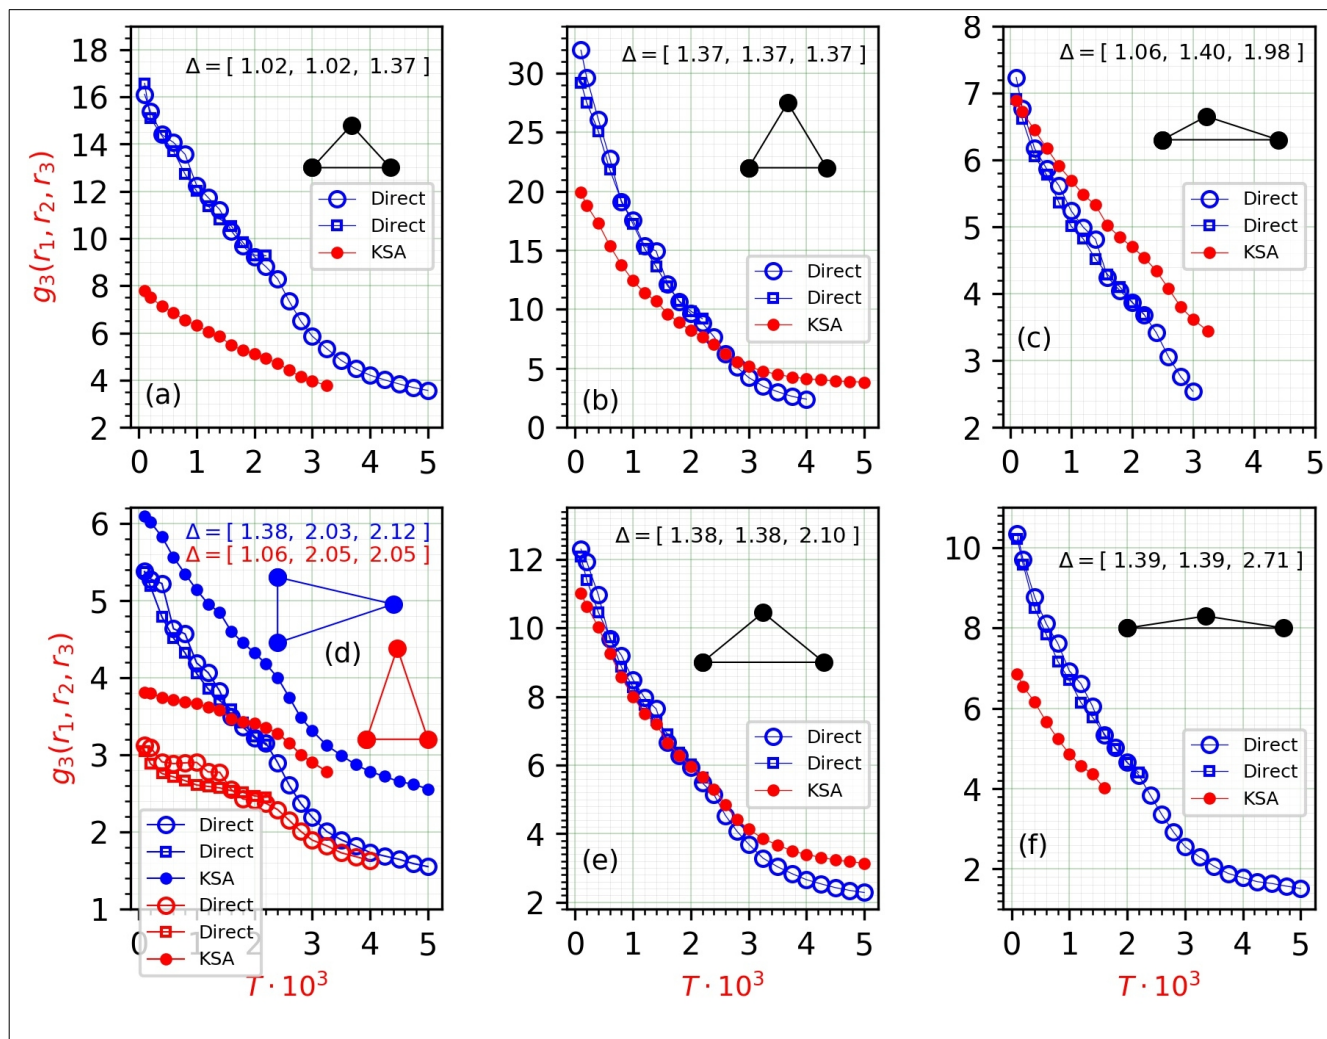 18
16
14
12
10
8
6
4
2
g₃(r₁, r₂, r₃)
Δ = [ 1.02, 1.02, 1.37 ]
Direct
Direct
KSA
(a)
0 1 2 3 4 5
30
25
20
15
10
5
0
Δ = [ 1.37, 1.37, 1.37 ]
Direct
Direct
KSA
(b)
0 1 2 3 4 5
8
7
6
5
4
3
2
Δ = [ 1.06, 1.40, 1.98 ]
Direct
Direct
KSA
(c)
0 1 2 3 4 5
6
5
4
3
2
1
g₃(r₁, r₂, r₃)
Δ = [ 1.38, 2.03, 2.12 ]
Δ = [ 1.06, 2.05, 2.05 ]
(d)
Direct
Direct
KSA
Direct
Direct
KSA
0 1 2 3 4 5
T · 10³
12
10
8
6
4
2
Δ = [ 1.38, 1.38, 2.10 ]
Direct
Direct
KSA
(e)
0 1 2 3 4 5
T · 10³
10
8
6
4
2
Δ = [ 1.39, 1.39, 2.71 ]
Direct
Direct
KSA
(f)
0 1 2 3 4 5
T · 10³